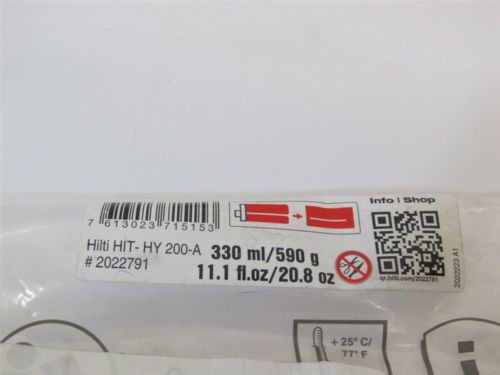 7 613023 715153
Info | Shop
Hilti HIT- HY 200-A
# 2022791
330 ml/590 g
11.1 fl.oz/20.8 oz
qr.hilti.com/2022791
2022223 A1
+ 25° C/
77° F
i